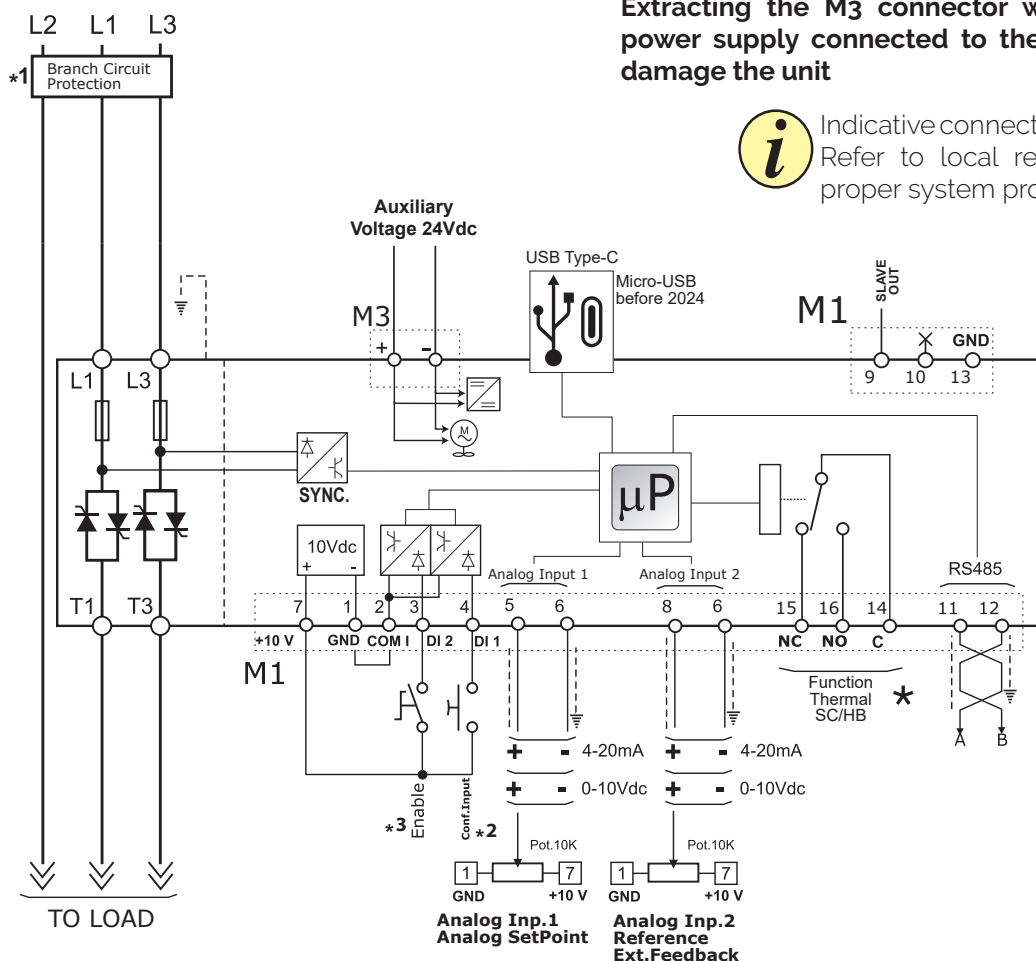 Extracting the M3 connector
power supply connected to the
damage the unit
Indicative
Refer to local
proper system
L2 L1 L3
*1 Branch Circuit
Protection
Auxiliary
Voltage 24Vdc
USB Type-C
Micro-USB
before 2024
M3
+ -
M1
SLAVE
OUT
GND
9 10 13
L1 L3
M
SYNC.
µP
10Vdc
+ -
Analog Input 1
Analog Input 2
RS485
T1 T3
7 1 2 3 4 5 6 8 6 15 16 14 11 12
+10 V GND COM I DI 2 DI 1 NC NO C
M1
Function
Thermal
SC/HB
*
A B
+ - 4-20mA + - 4-20mA
+ - 0-10Vdc + - 0-10Vdc
*3 Enable
Conf.Input *2
Pot.10K Pot.10K
1 7 1 7
GND +10 V GND +10 V
TO LOAD
Analog Inp.1
Analog SetPoint
Analog Inp.2
Reference
Ext.Feedback